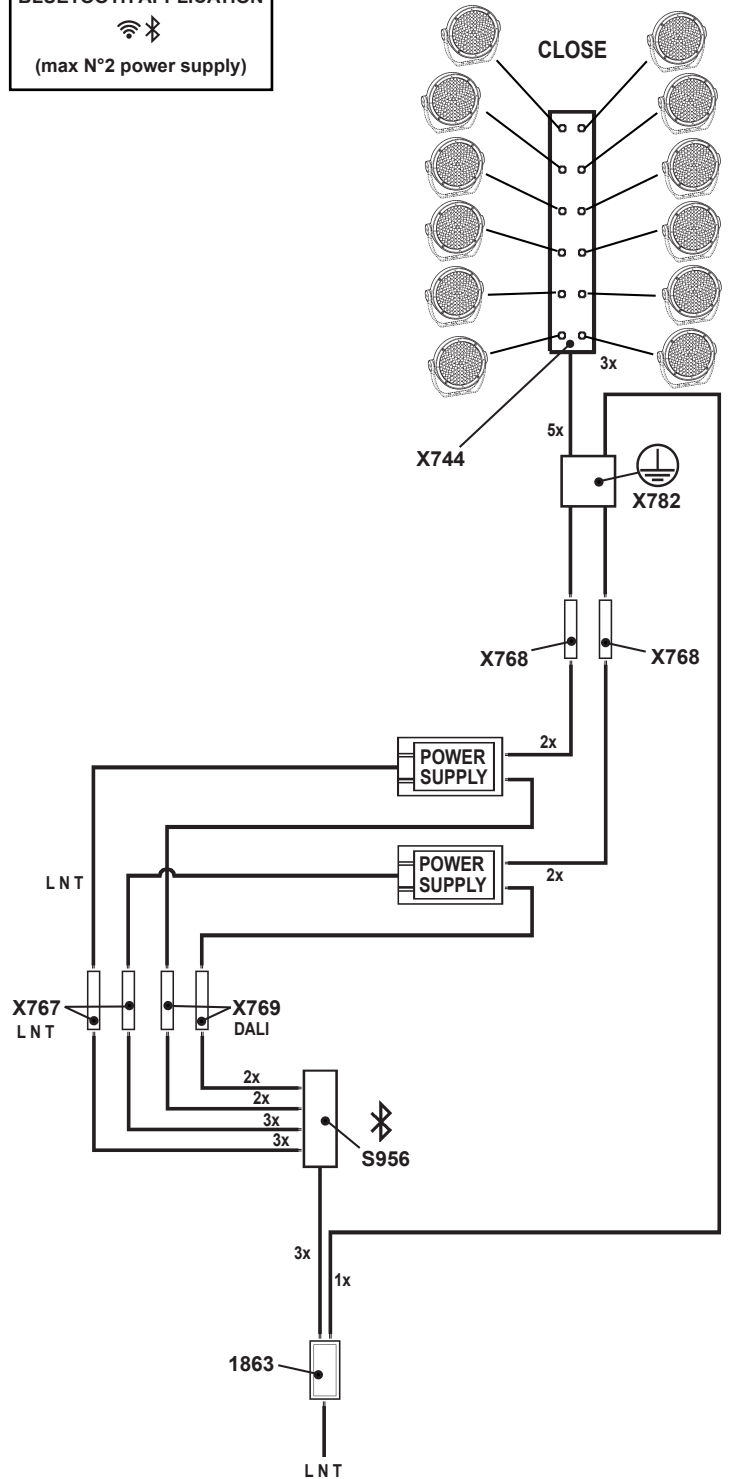 BLUETOOTH APPLICATION
(max N°2 power supply)
CLOSE
3x
5x
X744
X782
X768
X768
2x
POWER
SUPPLY
POWER
SUPPLY
2x
L N T
X767
L N T
X769
DALI
2x
2x
3x
3x
S956
3x
1x
1863
L N T